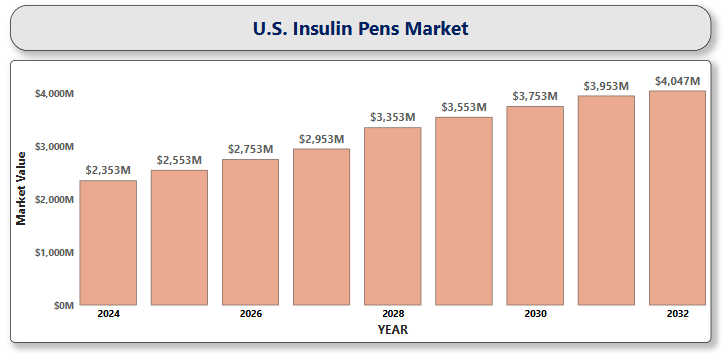 U.S. Insulin Pens Market
$4,000M
$3,000M
$2,000M
$1,000M
$0M
Market Value
$2,353M
$2,553M
$2,753M
$2,953M
$3,353M
$3,553M
$3,753M
$3,953M
$4,047M
2024
2026
2028
2030
2032
YEAR